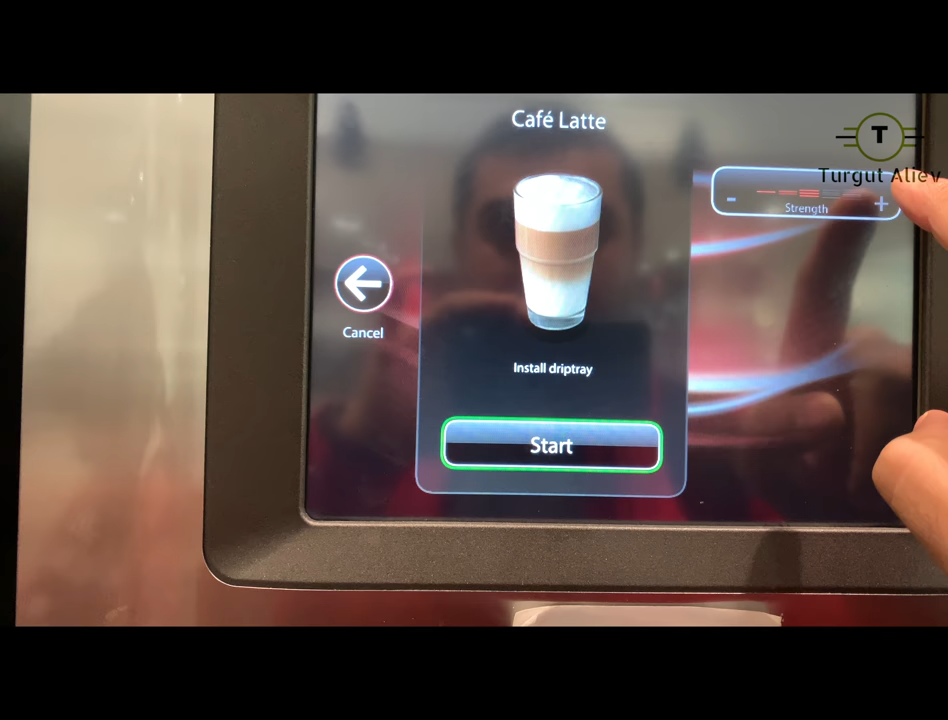 Café Latte
T
Turgut Aliev
- +
Strength
Cancel
Install driptray
Start